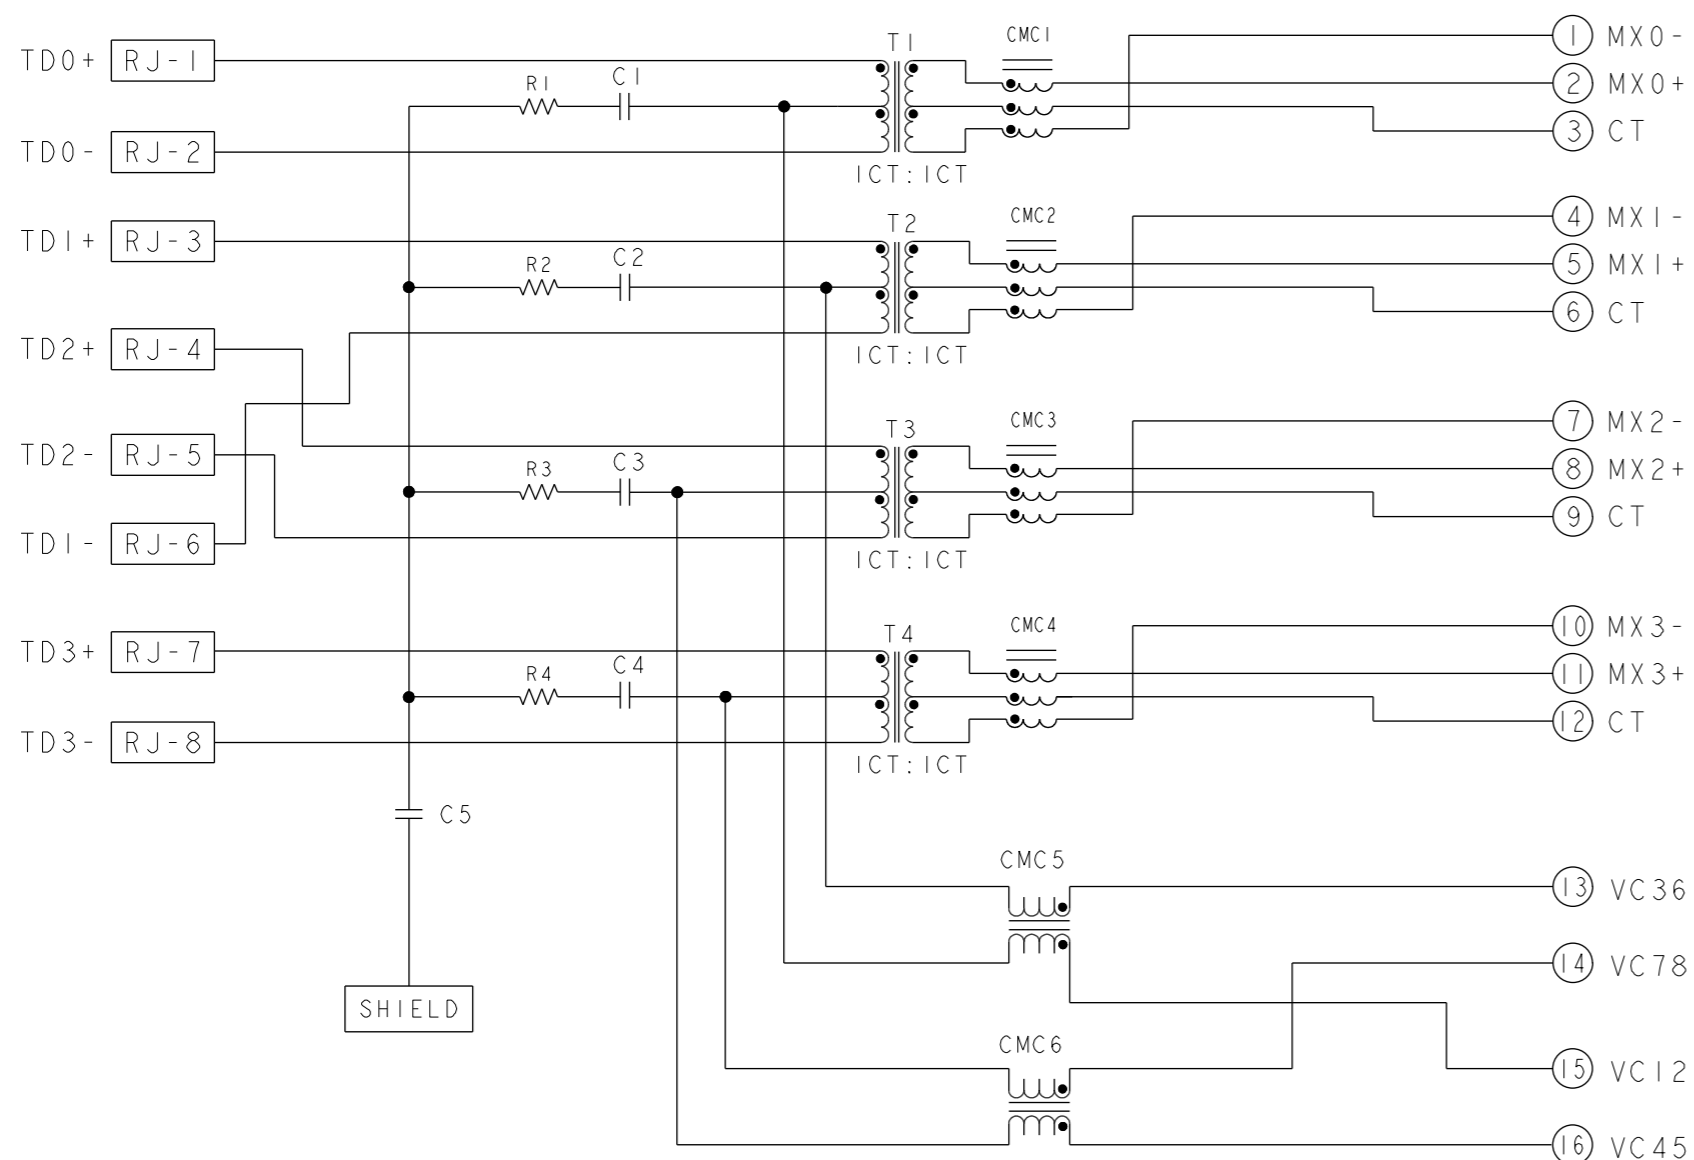 CMC1
1 MX0-
TD0+ RJ-1
T1
2 MX0+
R1 C1
3 CT
TD0- RJ-2
1CT:1CT
CMC2
4 MX1-
TD1+ RJ-3
T2
5 MX1+
R2 C2
6 CT
TD2+ RJ-4
1CT:1CT
CMC3
7 MX2-
T3
TD2- RJ-5
8 MX2+
R3 C3
9 CT
TD1- RJ-6
1CT:1CT
CMC4
10 MX3-
TD3+ RJ-7
T4
11 MX3+
R4 C4
12 CT
TD3- RJ-8
1CT:1CT
C5
CMC5
13 VC36
14 VC78
SHIELD
CMC6
15 VC12
16 VC45